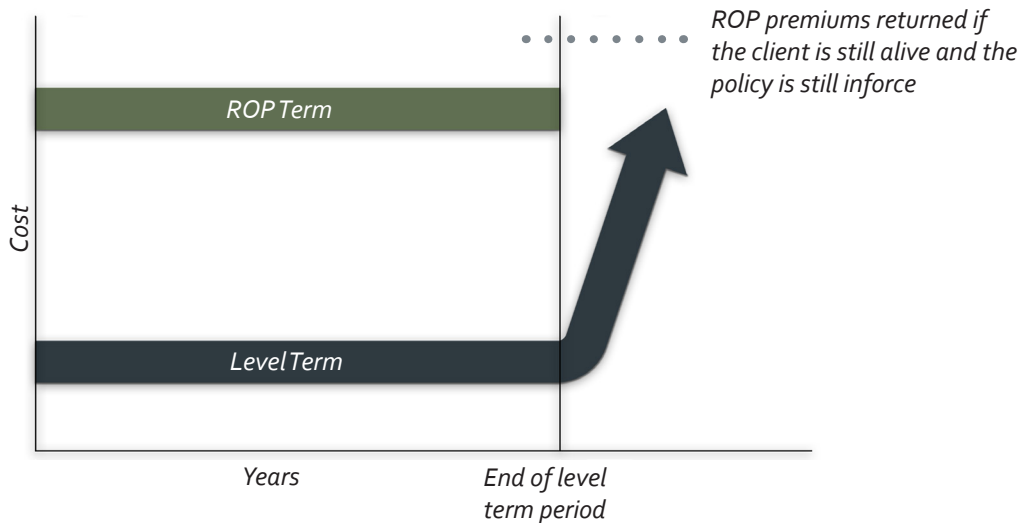 ROP premiums returned if
the client is still alive and the
policy is still inforce
ROP Term
Cost
Level Term
Years
End of level
term period